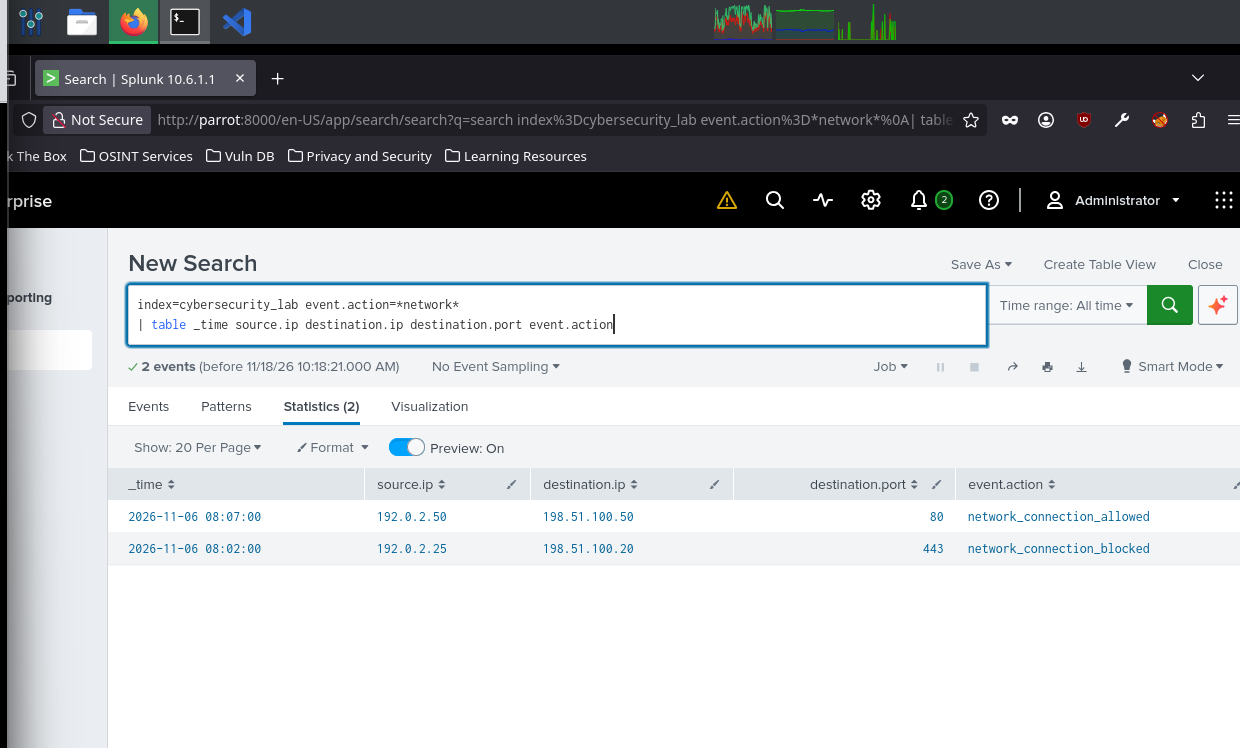 Search | Splunk 10.6.1.1
Not Secure
http://parrot:8000/en-US/app/search/search?q=search index%3Dcybersecurity_lab event.action%3D*network*%0A| table
k The Box OSINT Services Vuln DB Privacy and Security Learning Resources
rprise
2
Administrator
porting
New Search
Save As Create Table View Close
index=cybersecurity_lab event.action=*network*
| table _time source.ip destination.ip destination.port event.action
Time range: All time
2 events (before 11/18/26 10:18:21.000 AM) No Event Sampling Job Smart Mode
Events Patterns Statistics (2) Visualization
Show: 20 Per Page Format Preview: On
_time source.ip destination.ip destination.port event.action
2026-11-06 08:07:00 192.0.2.50 198.51.100.50 80 network_connection_allowed
2026-11-06 08:02:00 192.0.2.25 198.51.100.20 443 network_connection_blocked